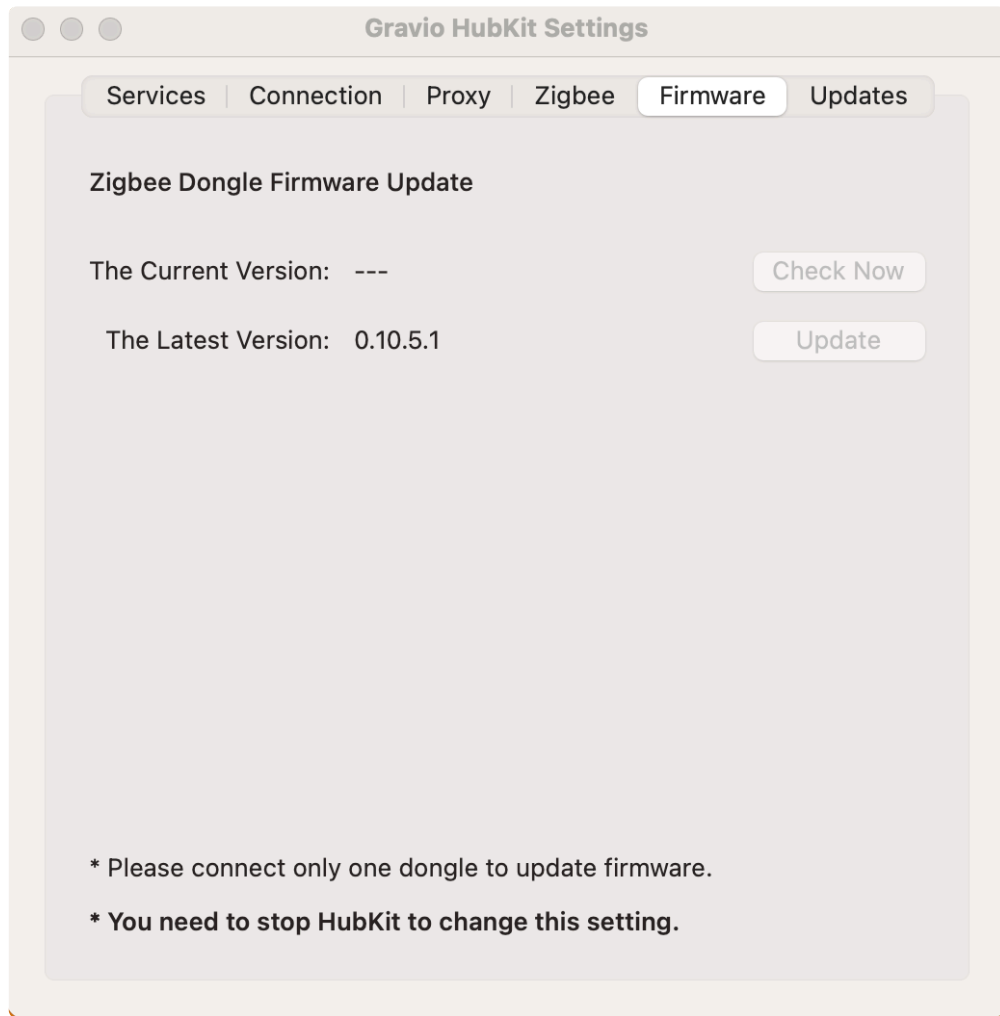 Gravio HubKit Settings
Services Connection Proxy Zigbee Firmware Updates
Zigbee Dongle Firmware Update
The Current Version: --- Check Now
The Latest Version: 0.10.5.1 Update
* Please connect only one dongle to update firmware.
* You need to stop HubKit to change this setting.